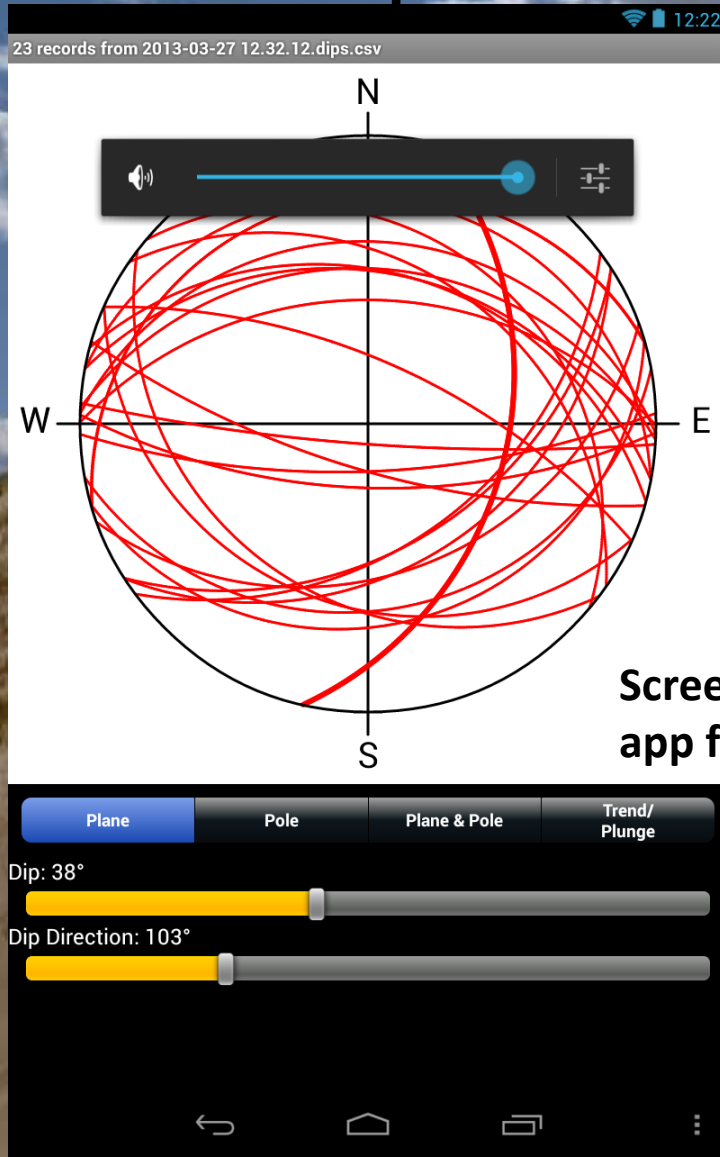 12:22
23 records from 2013-03-27 12.32.12.dips.csv
N
W
E
S
app f
Plane
Pole
Plane & Pole
Trend/
Plunge
Dip: 38°
Dip Direction: 103°